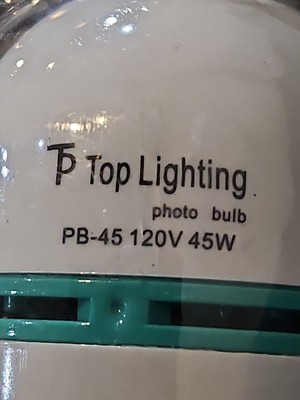 TP Top Lighting
photo bulb
PB-45 120V 45W